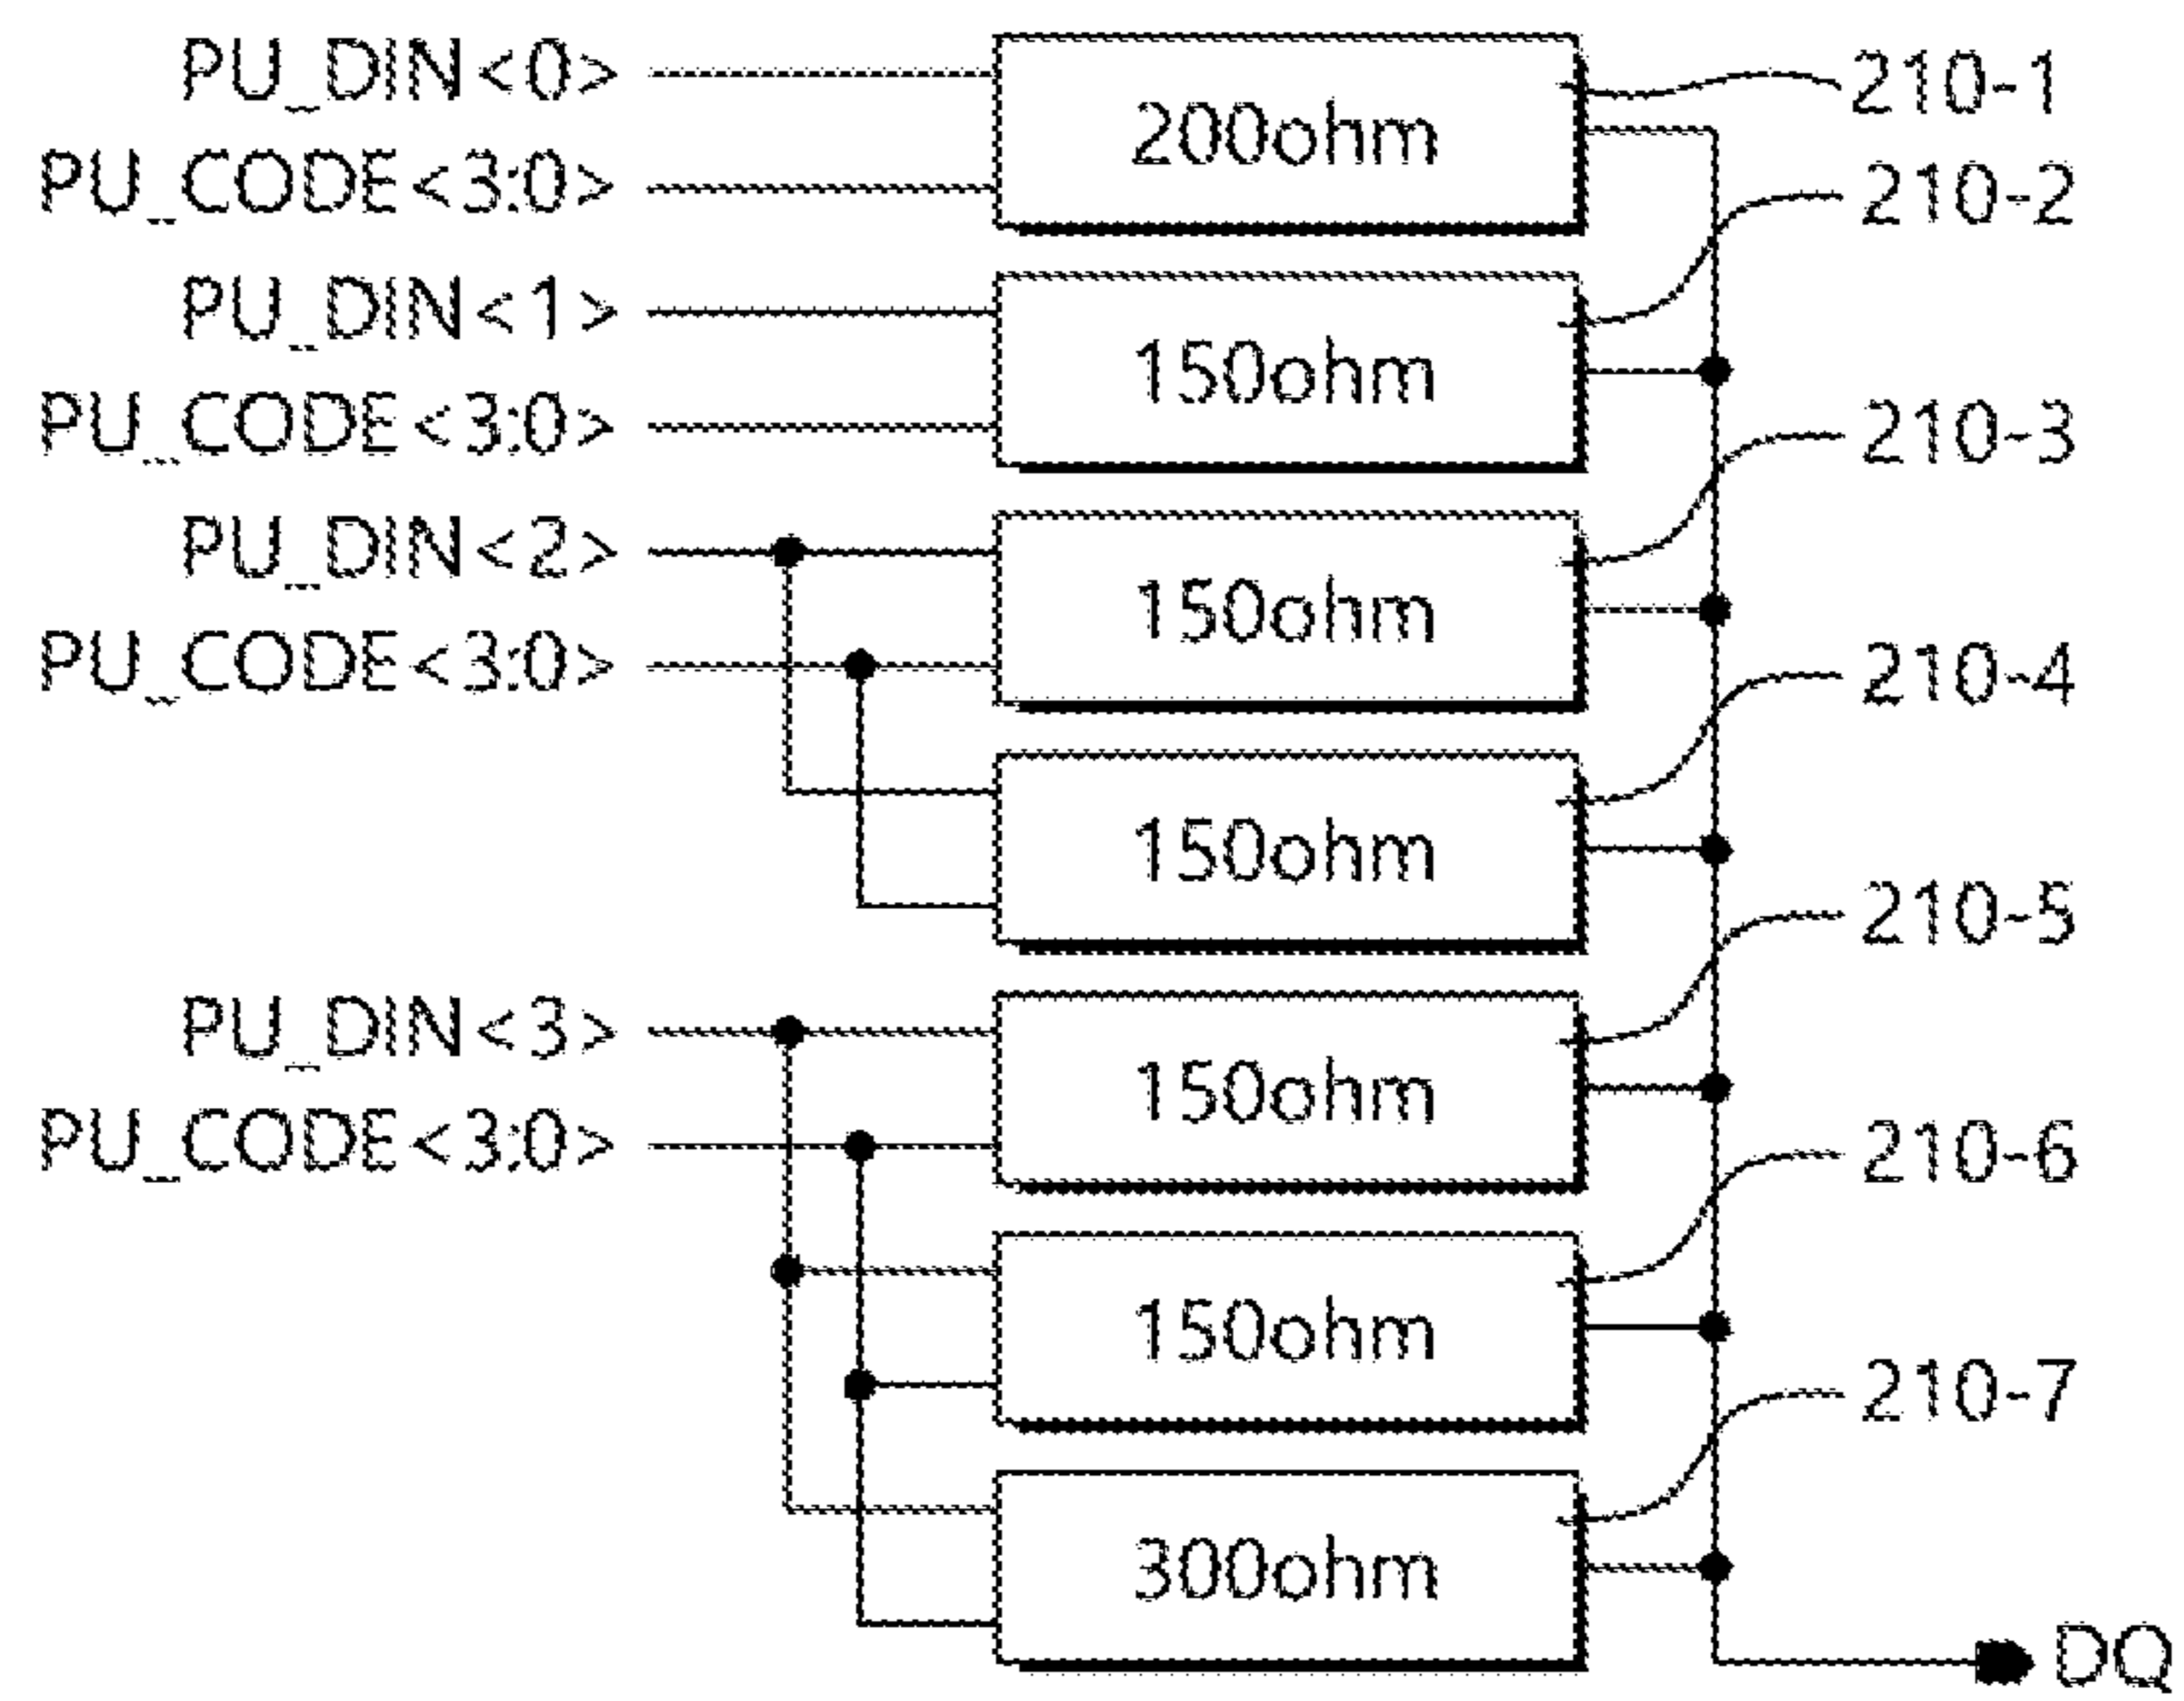 PU_DIN<0>
200ohm
210-1
PU_CODE<3:0>
210-2
PU_DIN<1>
150ohm
PU_CODE<3:0>
210-3
PU_DIN<2>
150ohm
PU_CODE<3:0>
210-4
150ohm
210-5
PU_DIN<3>
150ohm
PU_CODE<3:0>
210-6
150ohm
210-7
300ohm
DQ